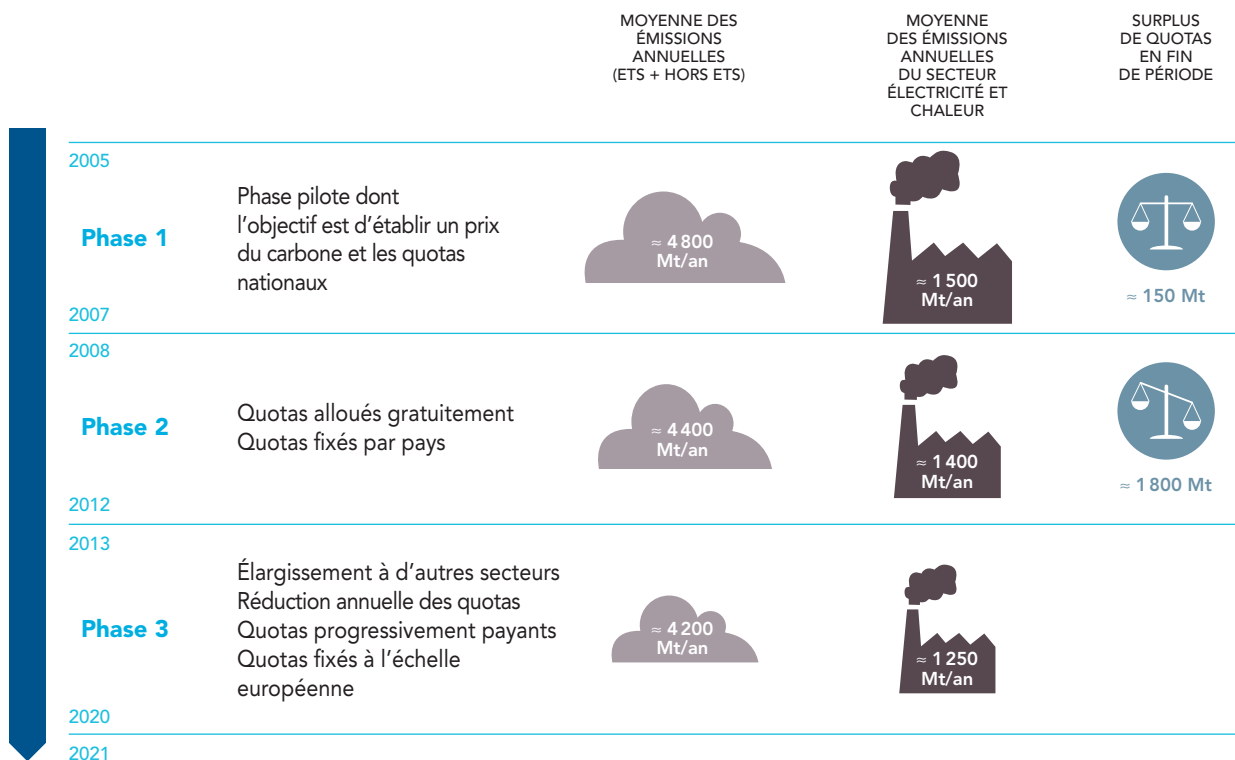 MOYENNE DES
ÉMISSIONS
ANNUELLES
(ETS + HORS ETS)
MOYENNE
DES ÉMISSIONS
ANNUELLES
DU SECTEUR
ÉLECTRICITÉ ET
CHALEUR
SURPLUS
DE QUOTAS
EN FIN
DE PÉRIODE
2005
Phase 1
2007
Phase pilote dont
l'objectif est d'établir un prix
du carbone et les quotas
nationaux
≈ 4 800
Mt/an
≈ 1 500
Mt/an
≈ 150 Mt
2008
Phase 2
2012
Quotas alloués gratuitement
Quotas fixés par pays
≈ 4 400
Mt/an
≈ 1 400
Mt/an
≈ 1 800 Mt
2013
Phase 3
2020
Élargissement à d'autres secteurs
Réduction annuelle des quotas
Quotas progressivement payants
Quotas fixés à l'échelle
européenne
≈ 4 200
Mt/an
≈ 1 250
Mt/an
2021